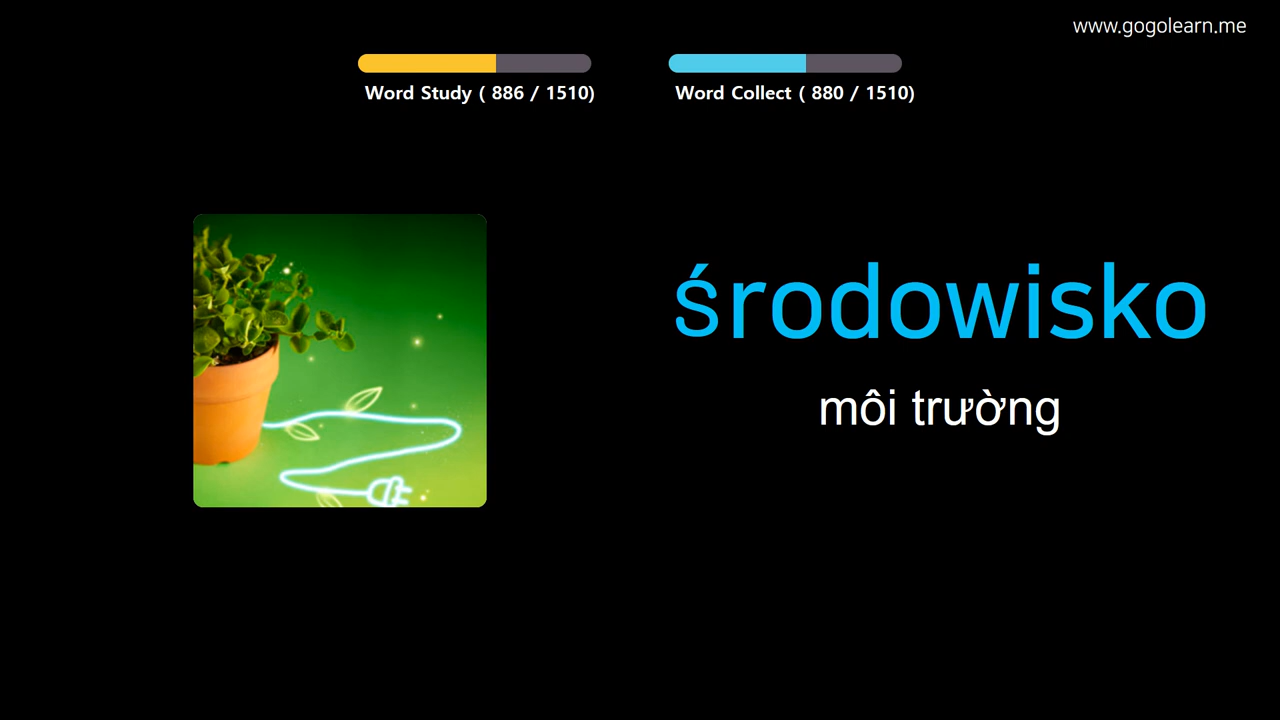 www.gogolearn.me
Word Study ( 886 / 1510)
Word Collect ( 880 / 1510)
środowisko
môi trường